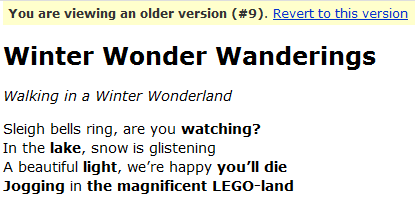 You are viewing an older version (#9). Revert to this version
Winter Wonder Wanderings
Walking in a Winter Wonderland
Sleigh bells ring, are you watching?
In the lake, snow is glistening
A beautiful light, we’re happy you’ll die
Jogging in the magnificent LEGO-land